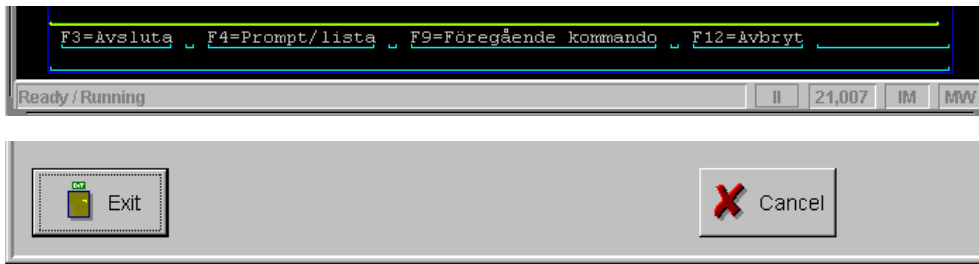 F3=Avsluta F4=Prompt/lista F9=Föregående kommando F12=Avbryt
Ready / Running II 21,007 IM MW
EXIT
Exit Cancel